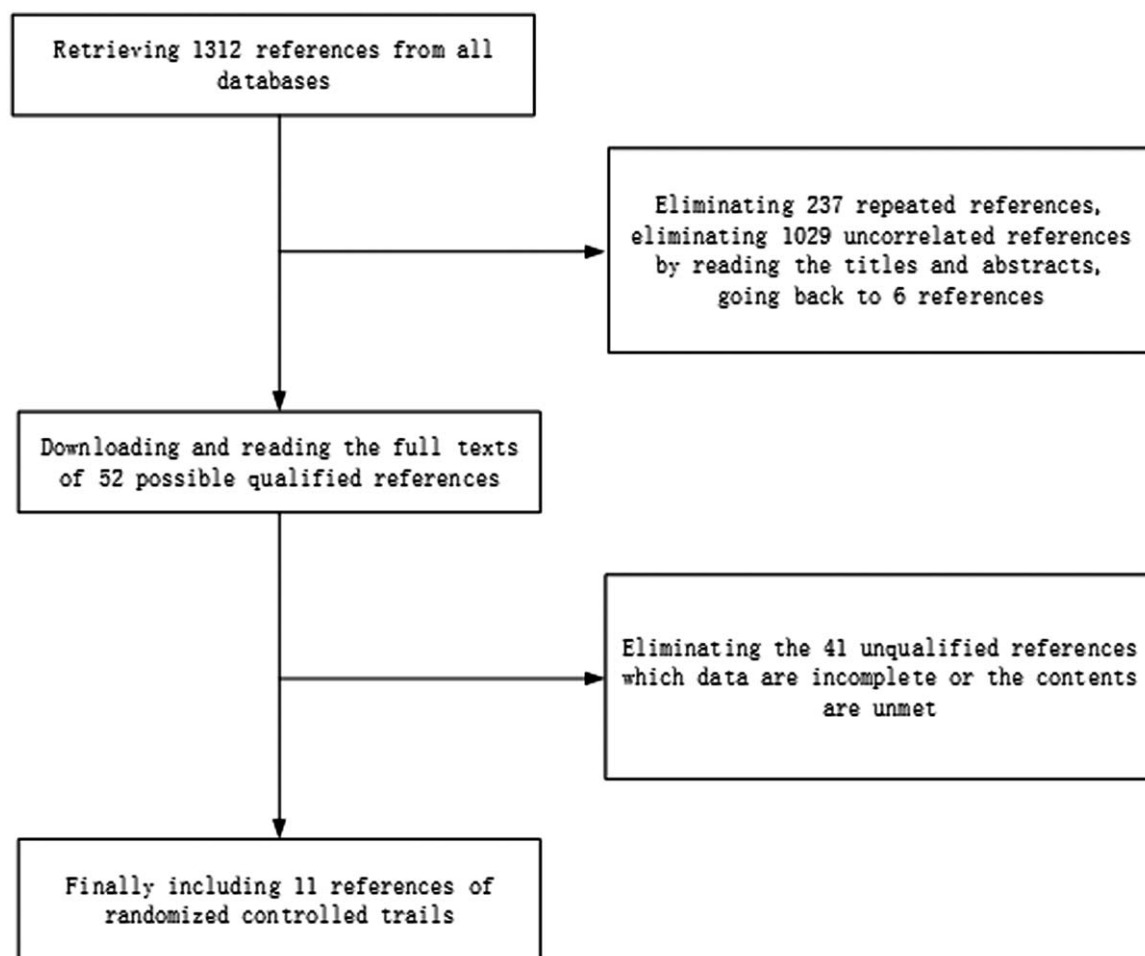 Retrieving 1312 references from all
databases
Eliminating 237 repeated references,
eliminating 1029 uncorrelated references
by reading the titles and abstracts,
going back to 6 references
Downloading and reading the full texts
of 52 possible qualified references
Eliminating the 41 unqualified references
which data are incomplete or the contents
are unmet
Finally including 11 references of
randomized controlled trails